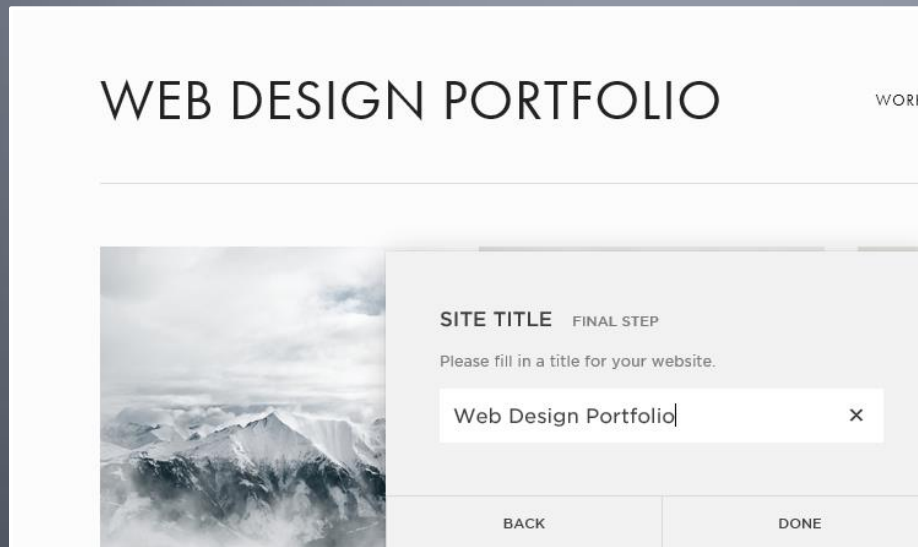 WEB DESIGN PORTFOLIO
SITE TITLE FINAL STEP
Please fill in a title for your website.
Web Design Portfolio
BACK DONE